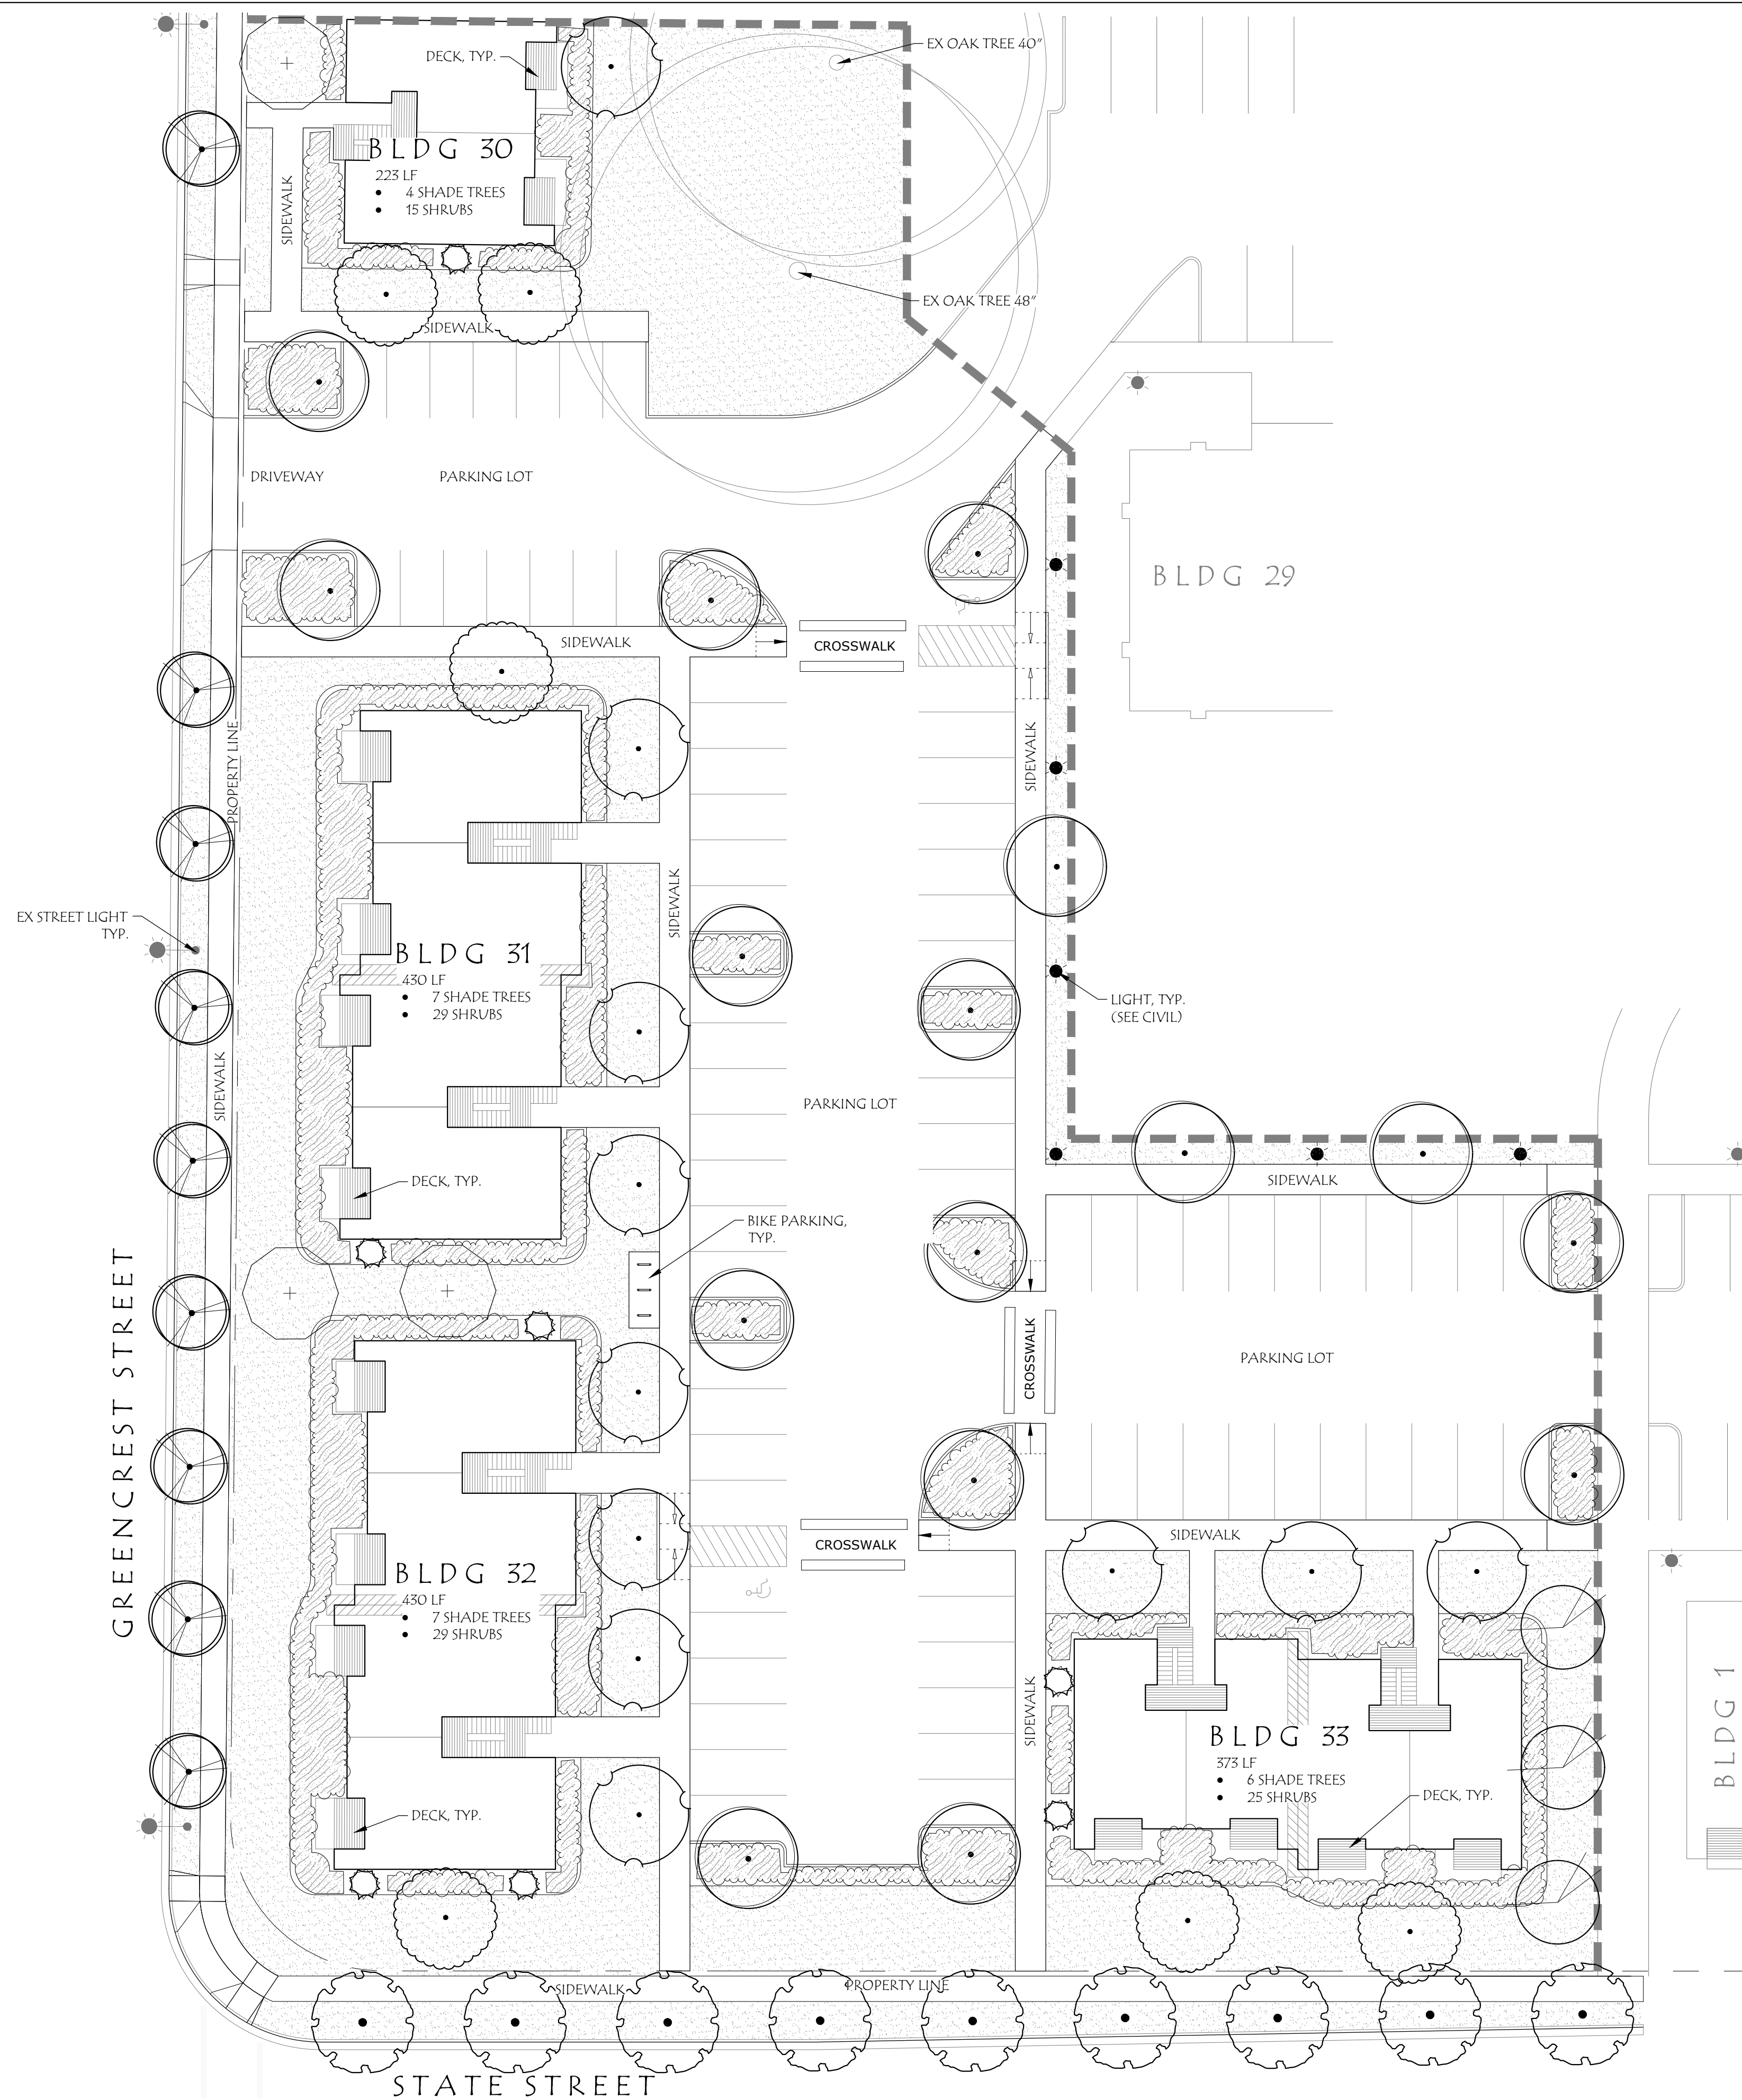 EX OAK TREE 40"
DECK, TYP.
BLDG 30
223 LF
• 4 SHADE TREES
• 15 SHRUBS
SIDEWALK
EX OAK TREE 48"
SIDEWALK
DRIVEWAY
PARKING LOT
BLDG 29
SIDEWALK
CROSSWALK
SIDEWALK
PROPERTY LINE
SIDEWALK
EX STREET LIGHT
TYP.
BLDG 31
430 LF
• 7 SHADE TREES
• 29 SHRUBS
LIGHT, TYP.
(SEE CIVIL)
SIDEWALK
PARKING LOT
DECK, TYP.
SIDEWALK
BIKE PARKING,
TYP.
GREENCREST STREET
CROSSWALK
PARKING LOT
SIDEWALK
CROSSWALK
BLDG 32
430 LF
• 7 SHADE TREES
• 29 SHRUBS
SIDEWALK
BLDG 33
373 LF
• 6 SHADE TREES
• 25 SHRUBS
DECK, TYP.
BLDG 1
DECK, TYP.
SIDEWALK
PROPERTY LINE
STATE STREET